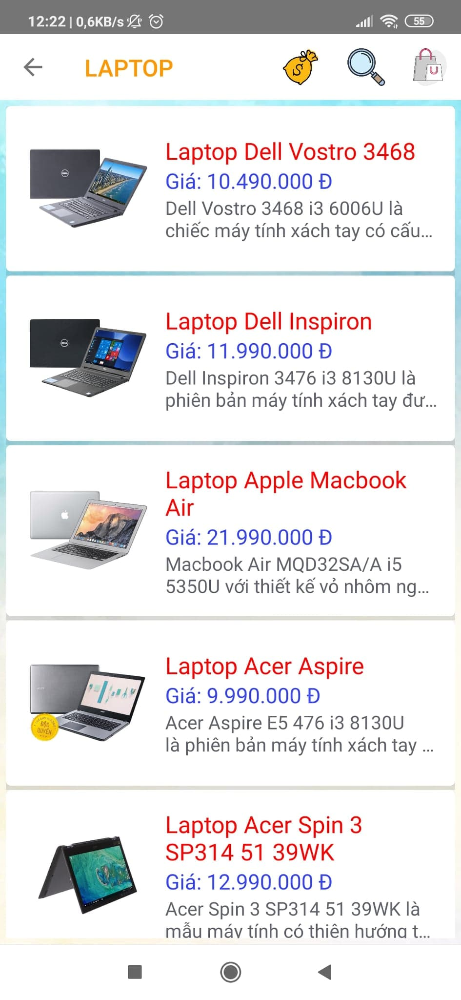 12:22 | 0,6KB/s
55
LAPTOP
Laptop Dell Vostro 3468
Giá: 10.490.000 Đ
Dell Vostro 3468 i3 6006U là
chiếc máy tính xách tay có cấu...
Laptop Dell Inspiron
Giá: 11.990.000 Đ
Dell Inspiron 3476 i3 8130U là
phiên bản máy tính xách tay đư...
Laptop Apple Macbook
Air
Giá: 21.990.000 Đ
Macbook Air MQD32SA/A i5
5350U với thiết kế vỏ nhôm ng...
Laptop Acer Aspire
Giá: 9.990.000 Đ
Acer Aspire E5 476 i3 8130U
là phiên bản máy tính xách tay ...
ĐỘC
QUYỀN
Laptop Acer Spin 3
SP314 51 39WK
Giá: 12.990.000 Đ
Acer Spin 3 SP314 51 39WK là
mẫu máy tính có thiên hướng t...